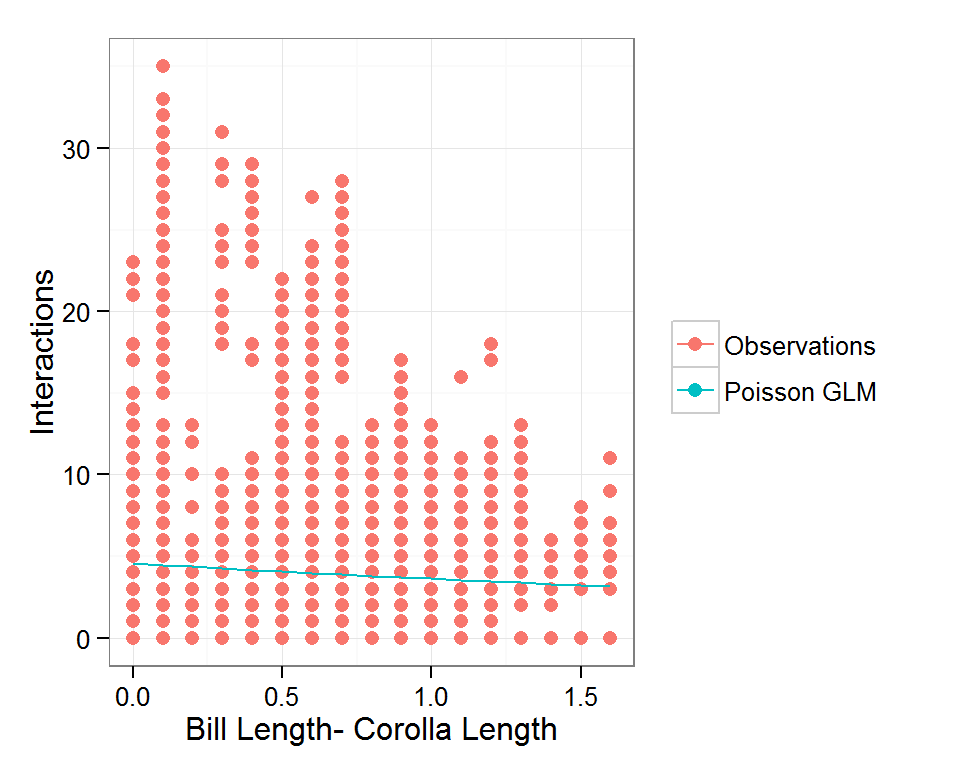 30
20
10
0
Interactions
0.0 0.5 1.0 1.5
Bill Length- Corolla Length
Observations
Poisson GLM